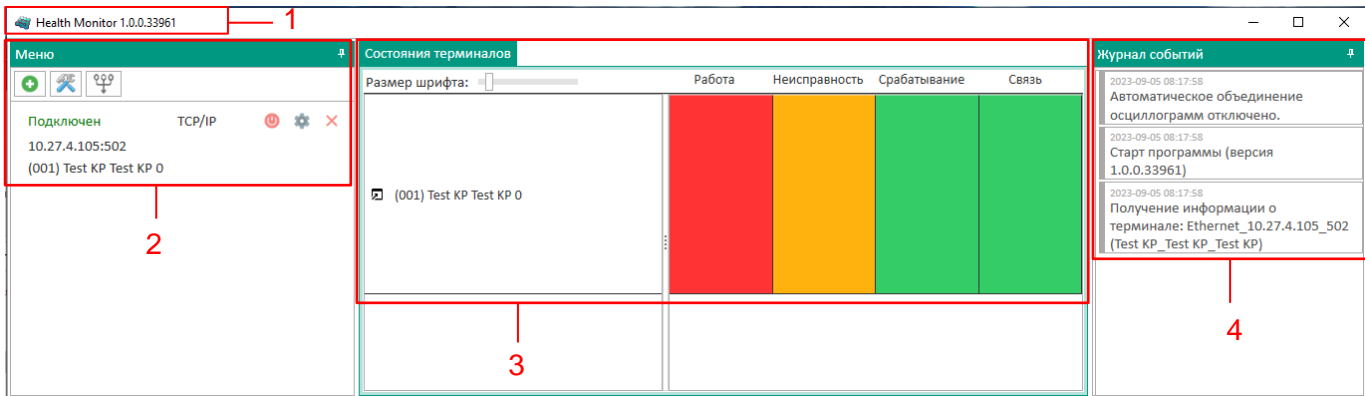 Health Monitor 1.0.0.33961
1
Меню
Подключен TCP/IP
10.27.4.105:502
(001) Test KP Test KP 0
2
Состояния терминалов
Размер шрифта: Работа Неисправность Срабатывание Связь
(001) Test KP Test KP 0
3
Журнал событий
2023-09-05 08:17:58
Автоматическое объединение
осциллограмм отключено.
2023-09-05 08:17:58
Старт программы (версия
1.0.0.33961)
2023-09-05 08:17:58
Получение информации о
терминале: Ethernet_10.27.4.105_502
(Test KP_Test KP_Test KP)
4